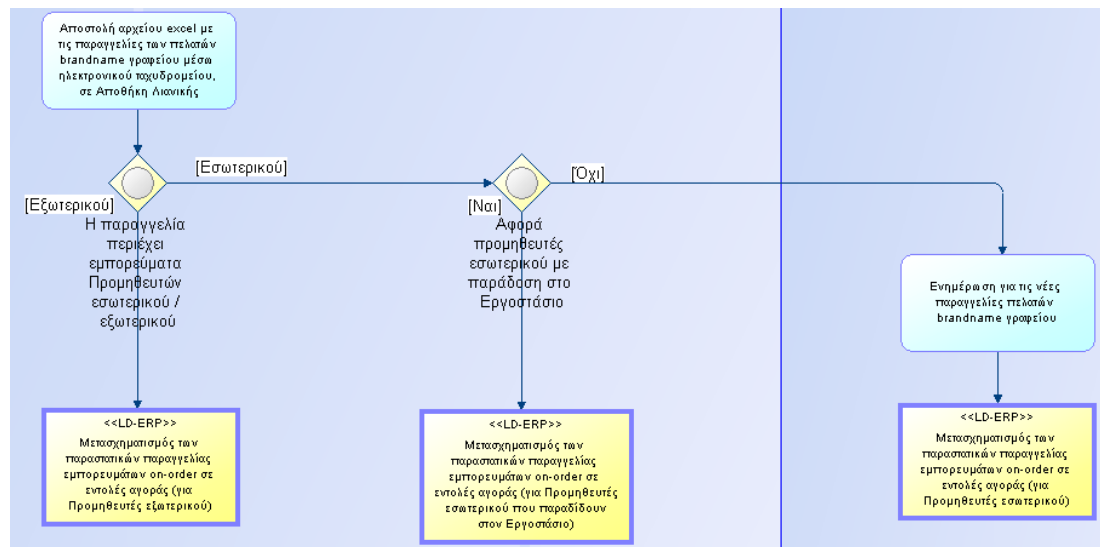 Αποστολή αρχείου excel με
τις παραγγελίες των πελατών
brandname γραφείου μέσω
ηλεκτρονικού ταχυδρομείου,
σε Αποθήκη Λιανικής
[Εσωτερικού]
[Όχι]
[Εξωτερικού]
[Ναι]
Η παραγγελία
περιέχει
εμπορεύματα
Προμηθευτών
εσωτερικού /
εξωτερικού
Αφορά
προμηθευτές
εσωτερικού με
παράδοση στο
Εργοστάσιο
Ενημέρωση για τις νέες
παραγγελίες πελατών
brandname γραφείου
<<LD-ERP>>
Μετασχηματισμός των
παραστατικών παραγγελίας
εμπορευμάτων on-order σε
εντολές αγοράς (για
Προμηθευτές εξωτερικού)
<<LD-ERP>>
Μετασχηματισμός των
παραστατικών παραγγελίας
εμπορευμάτων on-order σε
εντολές αγοράς (για Προμηθευτές
εσωτερικού που παραδίδουν
στον Εργοστάσιο)
<<LD-ERP>>
Μετασχηματισμός των
παραστατικών παραγγελίας
εμπορευμάτων on-order σε
εντολές αγοράς (για
Προμηθευτές εσωτερικού)